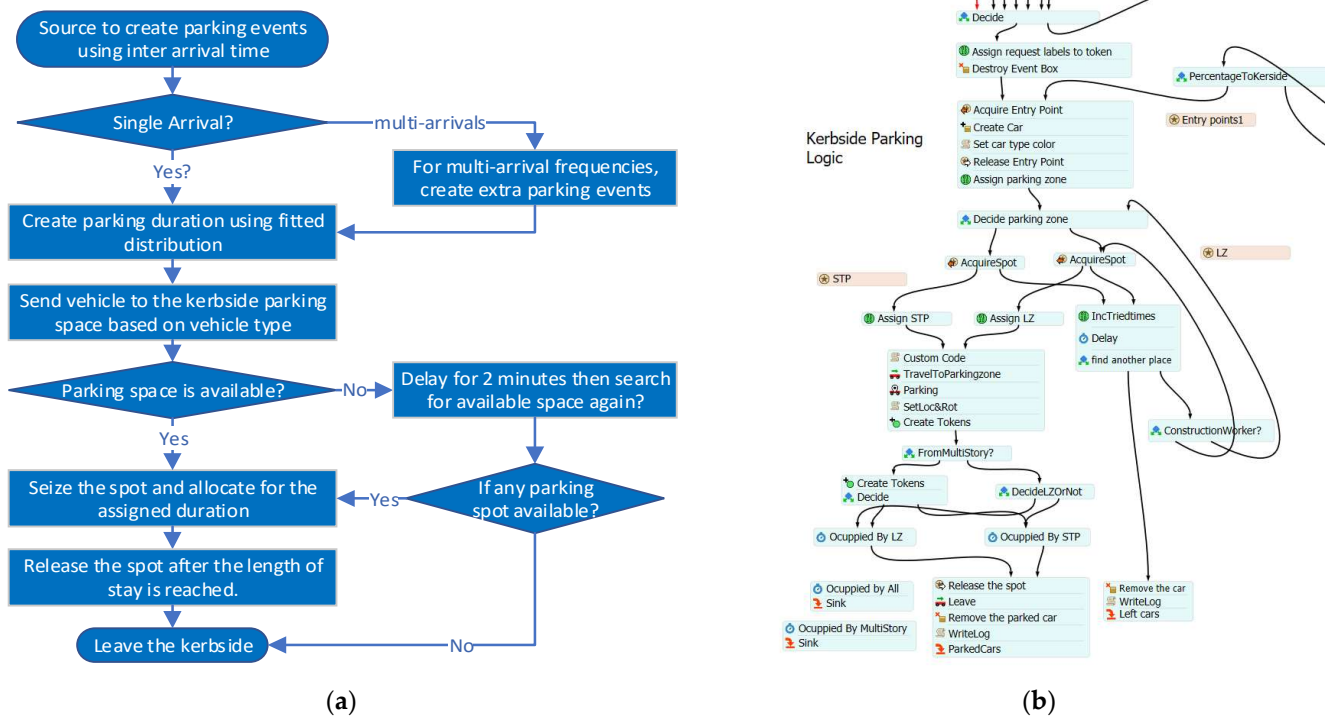 Source to create parking events
using inter arrival time
Single Arrival?
multi-arrivals
Yes?
For multi-arrival frequencies,
create extra parking events
Create parking duration using fitted
distribution
Send vehicle to the kerbside parking
space based on vehicle type
Parking space is available?
No
Delay for 2 minutes then search
for available space again?
Yes
Seize the spot and allocate for the
assigned duration
Yes
If any parking
spot available?
Release the spot after the length of
stay is reached.
Leave the kerbside
No
(a)
Decide
Assign request labels to token
Destroy Event Box
PercentageToKerside
Kerbside Parking
Logic
Acquire Entry Point
Create Car
Set car type color
Release Entry Point
Assign parking zone
Entry points1
Decide parking zone
AcquireSpot
AcquireSpot
LZ
STP
Assign STP
Assign LZ
IncTriedtimes
Delay
find another place
Custom Code
TravelToParkingzone
Parking
SetLoc&Rot
Create Tokens
ConstructionWorker?
FromMultiStory?
Create Tokens
Decide
DecideLZOrNot
Ocuppied By LZ
Ocuppied By STP
Ocuppied by All
Sink
Ocuppied By MultiStory
Sink
Release the spot
Leave
Remove the parked car
WriteLog
ParkedCars
Remove the car
WriteLog
Left cars
(b)